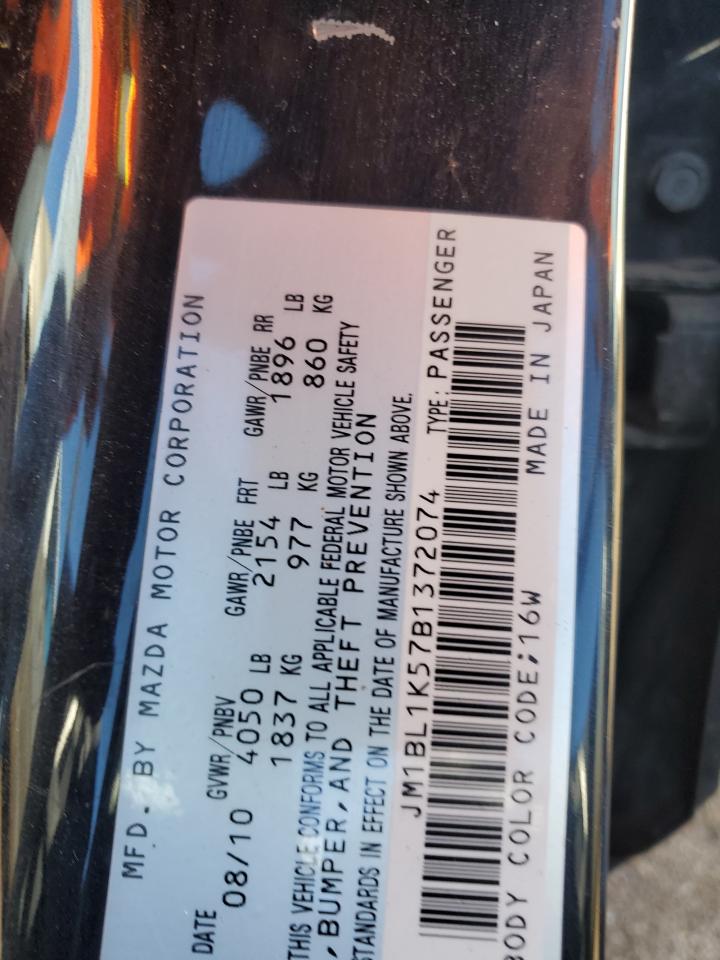 MFD. BY MAZDA MOTOR CORPORATION
DATE GVWR/PNBV GAWR/PNBE FRT GAWR/PNBE RR
08/10 4050 LB 2154 LB 1896 LB
1837 KG 977 KG 860 KG
THIS VEHICLE CONFORMS TO ALL APPLICABLE FEDERAL MOTOR VEHICLE SAFETY
,BUMPER,AND THEFT PREVENTION
STANDARDS IN EFFECT ON THE DATE OF MANUFACTURE SHOWN ABOVE.
JM1BL1K57B1372074 TYPE: PASSENGER
BODY COLOR CODE;16W MADE IN JAPAN